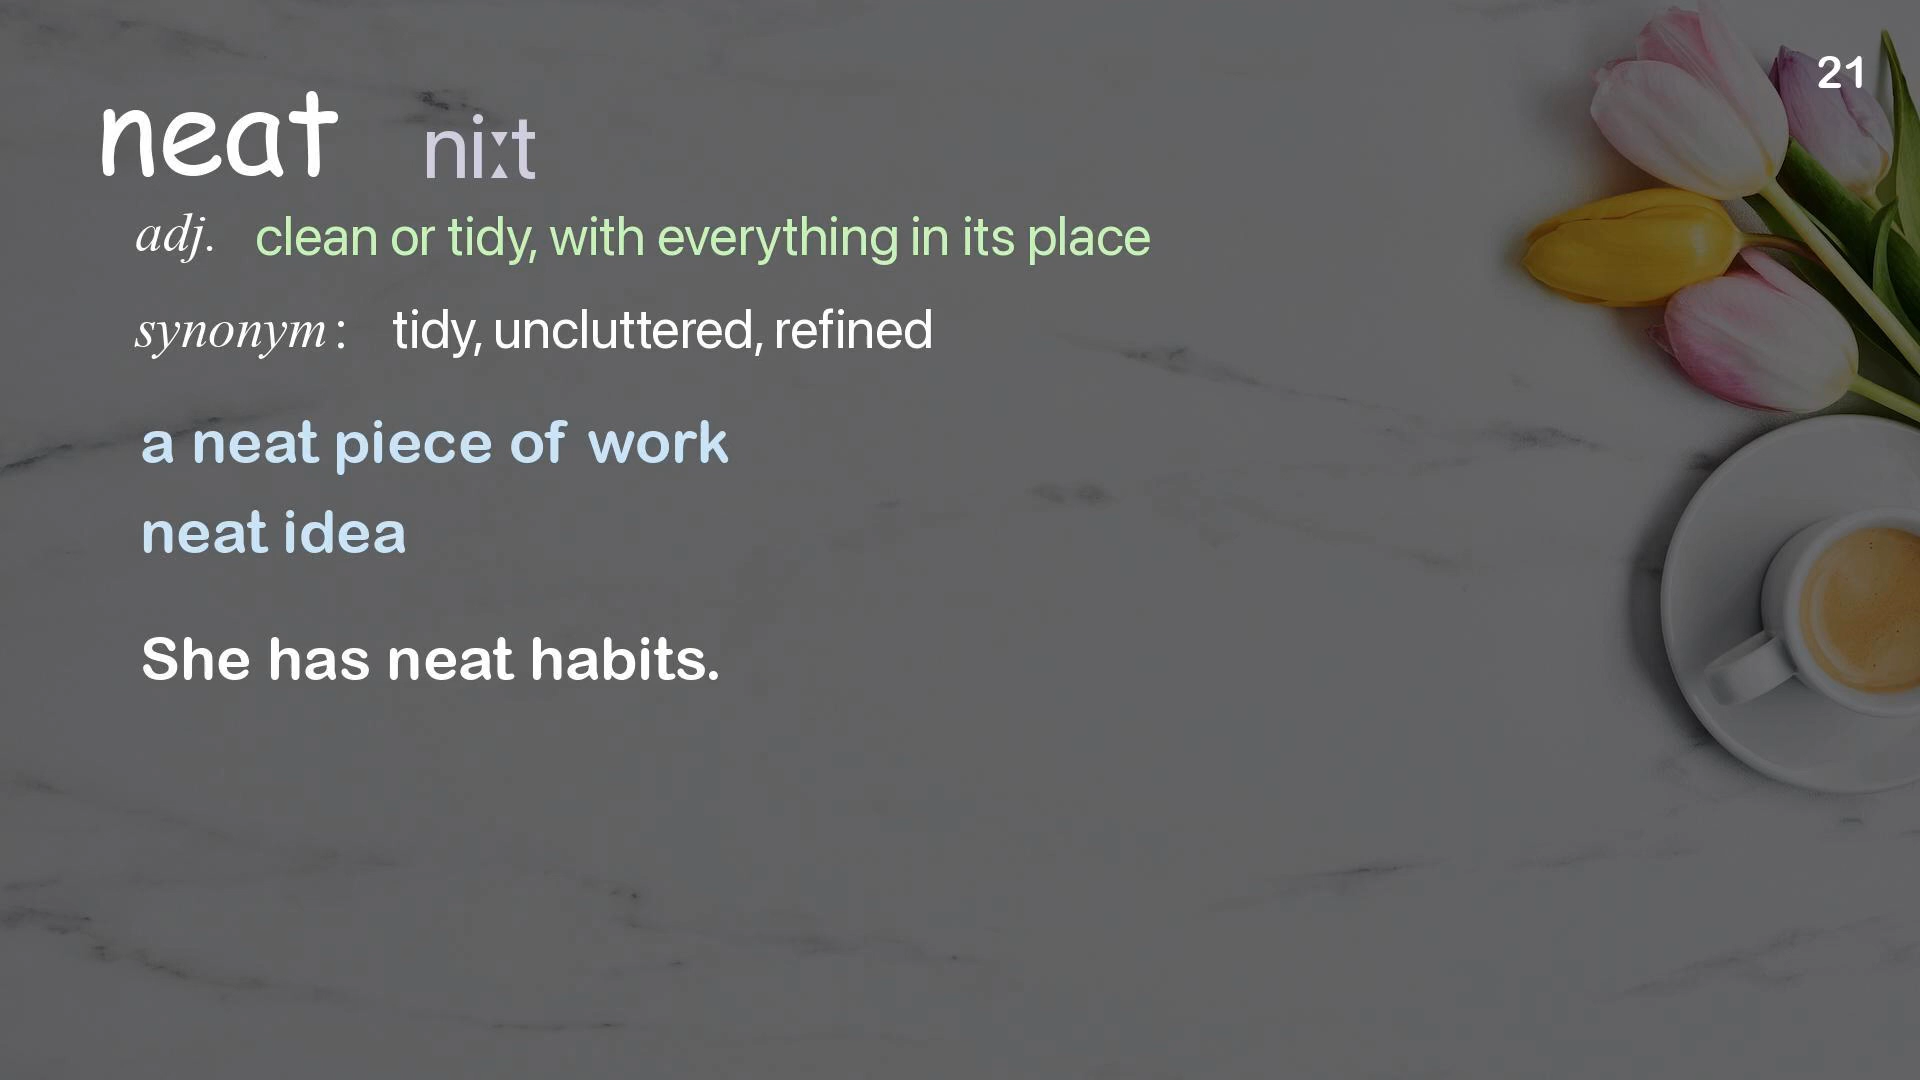 21
neat niːt
adj. clean or tidy, with everything in its place
synonym: tidy, uncluttered, refined
a neat piece of work
neat idea
She has neat habits.